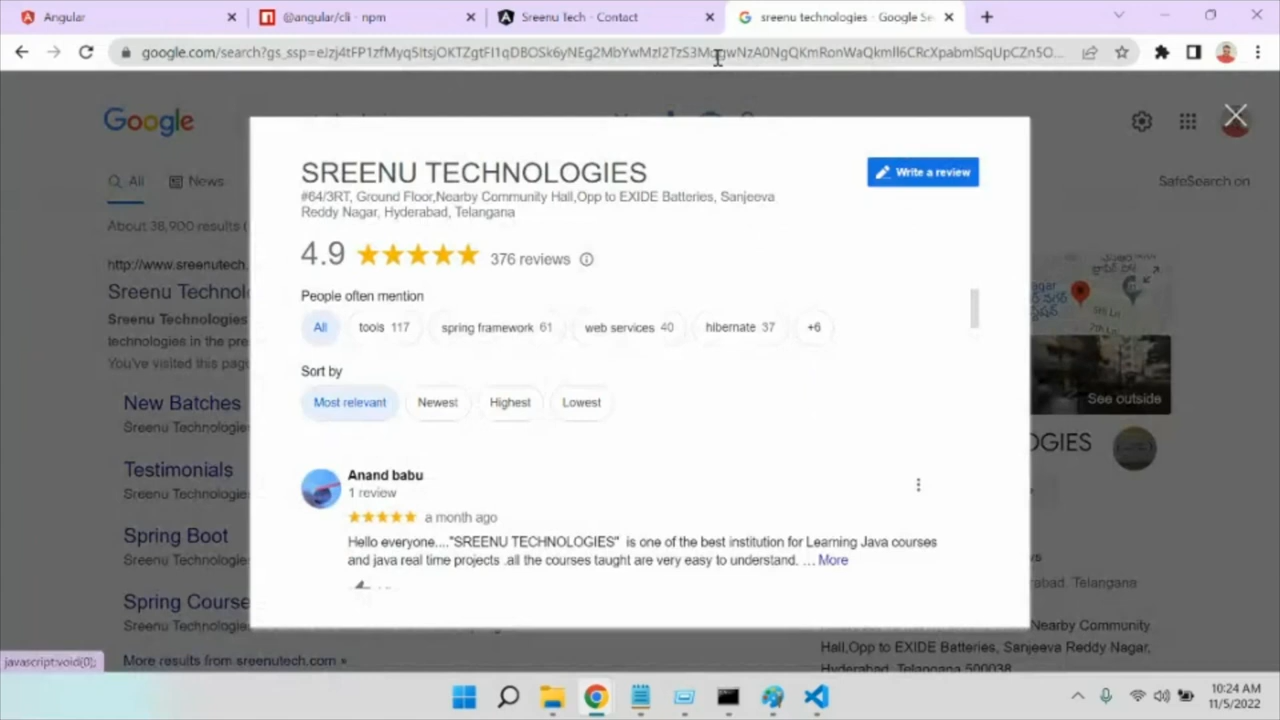 Angular
@angular/cli - npm
Sreenu Tech - Contact
sreenu technologies - Google Se
Google
All
News
SafeSearch on
About 38,900 results (
http://www.sreenutech.
Sreenu Technol
Sreenu Technologies
technologies in the pre
You've visited this pag
New Batches
Sreenu Technologie
Testimonials
Sreenu Technologie
Spring Boot
Sreenu Technologie
Spring Course
Sreenu Technologie
More results from sreenutech.com »
SREENU TECHNOLOGIES
#64/3RT, Ground Floor,Nearby Community Hall,Opp to EXIDE Batteries, Sanjeeva
Reddy Nagar, Hyderabad, Telangana
Write a review
4.9
376 reviews
People often mention
All
tools 117
spring framework 61
web services 40
hibernate 37
+6
Sort by
Most relevant
Newest
Highest
Lowest
Anand babu
1 review
a month ago
Hello everyone...."SREENU TECHNOLOGIES" is one of the best institution for Learning Java courses
and java real time projects .all the courses taught are very easy to understand. … More
See outside
OGIES
abad, Telangana
Nearby Community
Hall,Opp to EXIDE Batteries, Sanjeeva
Reddy Nagar,
Hyderabad, Telangana 500038
javascript:void(0);
10:24 AM
11/5/2022